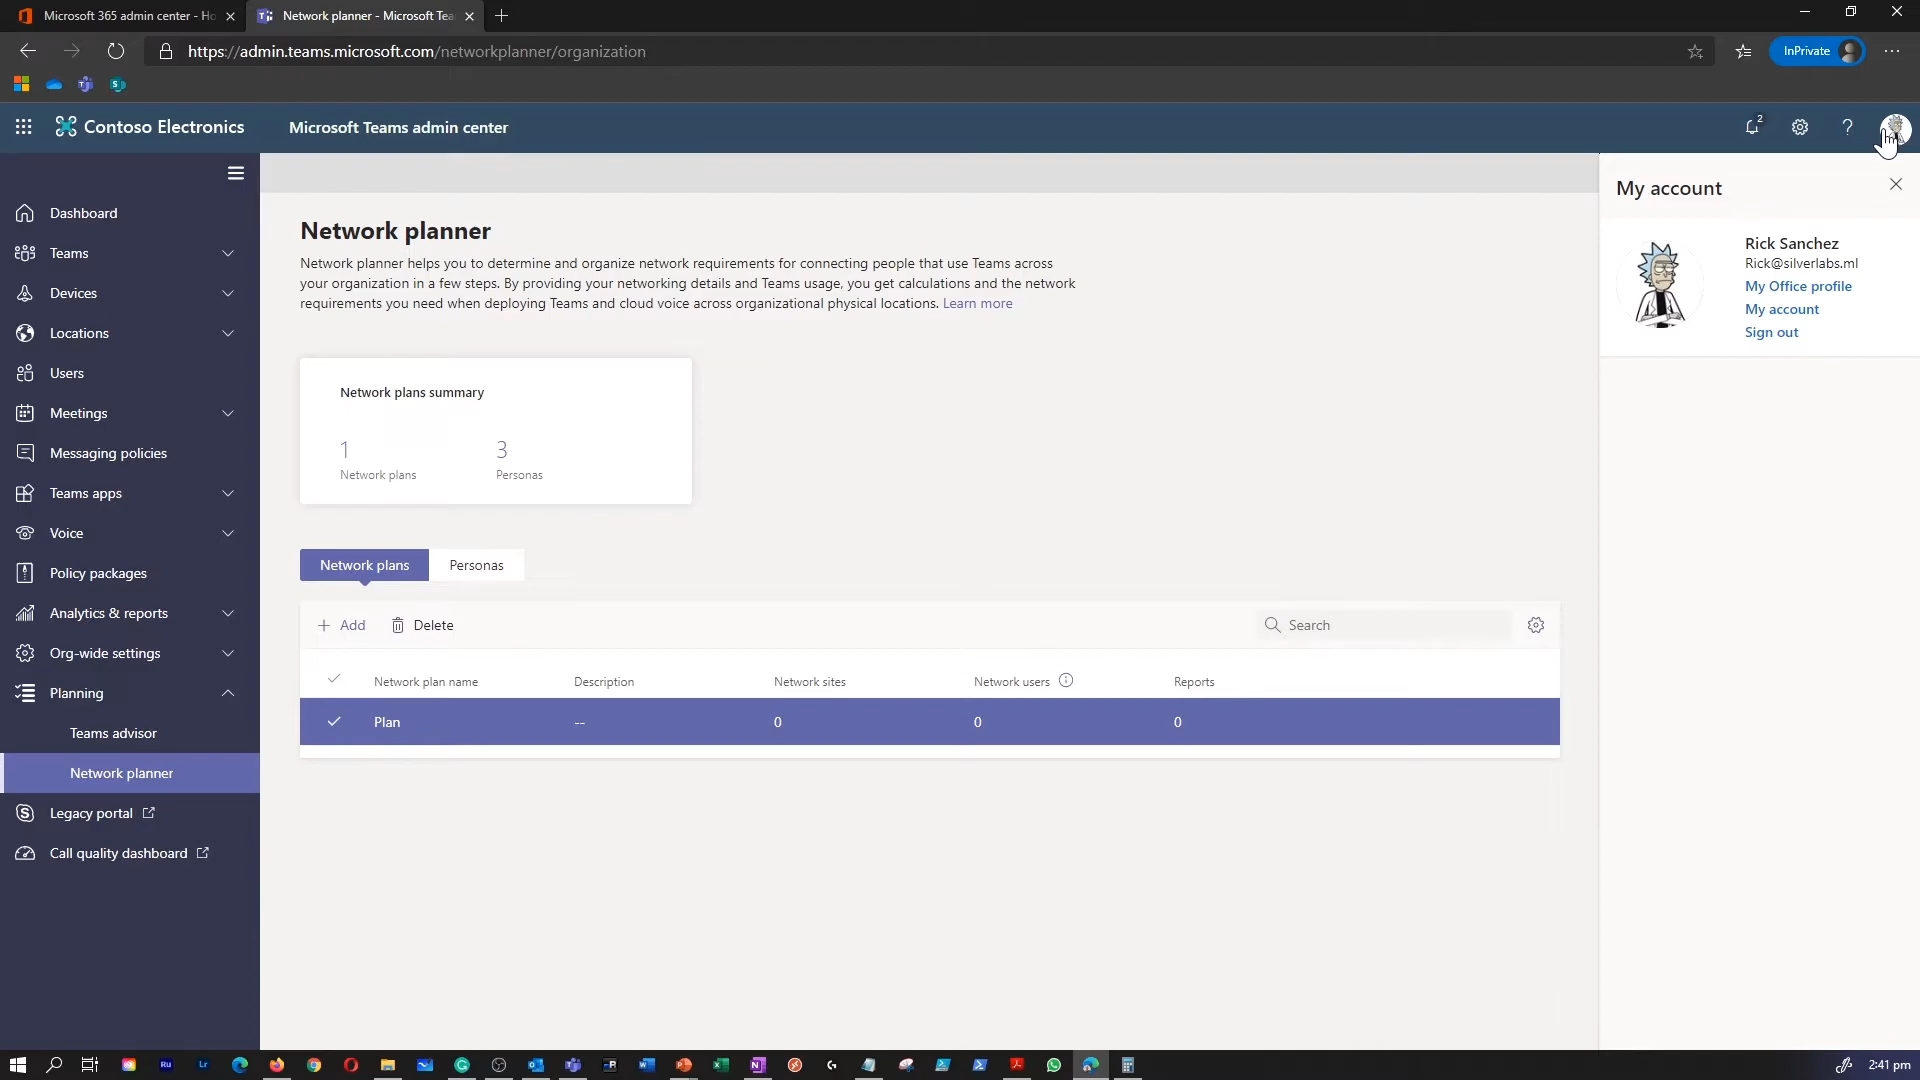 Microsoft 365 admin center - Ho
Network planner - Microsoft Tea
https://admin.teams.microsoft.com/networkplanner/organization
InPrivate
Contoso Electronics
Microsoft Teams admin center
2
?
Dashboard
Teams
Devices
Locations
Users
Meetings
Messaging policies
Teams apps
Voice
Policy packages
Analytics & reports
Org-wide settings
Planning
Teams advisor
Network planner
Legacy portal
Call quality dashboard
Network planner
Network planner helps you to determine and organize network requirements for connecting people that use Teams across
your organization in a few steps. By providing your networking details and Teams usage, you get calculations and the network
requirements you need when deploying Teams and cloud voice across organizational physical locations. Learn more
Network plans summary
1 3
Network plans Personas
Network plans Personas
Add Delete Search
Network plan name Description Network sites Network users Reports
Plan -- 0 0 0
My account
Rick Sanchez
Rick@silverlabs.ml
My Office profile
My account
Sign out
Ru
Lr
2:41 pm